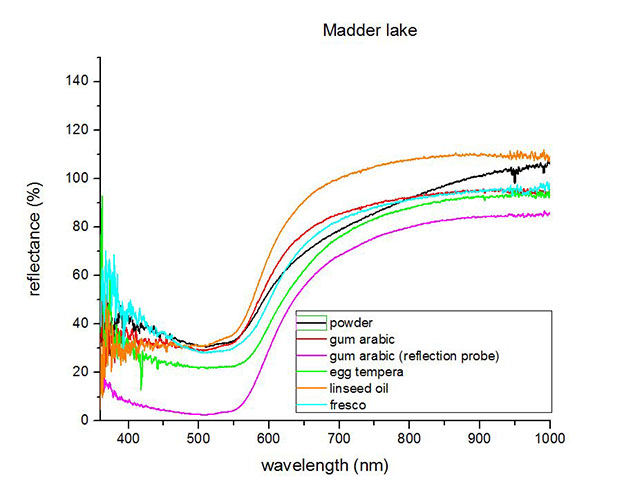 Madder lake
140
120
100
80
60
40
20
0
reflectance (%)
powder
gum arabic
gum arabic (reflection probe)
egg tempera
linseed oil
fresco
400 500 600 700 800 900 1000
wavelength (nm)